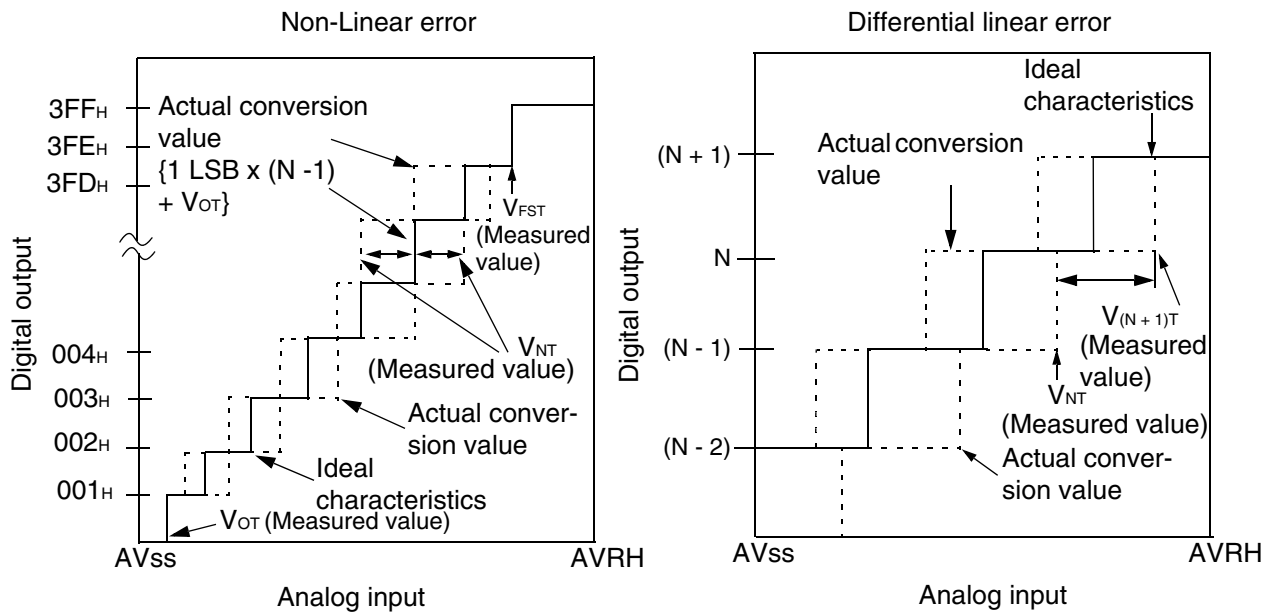 Non-Linear error
3FFH
3FEH
3FDH
004H
003H
002H
001H
Digital output
Actual conversion
value
{1 LSB x (N -1)
+ VOT}
VFST
(Measured
value)
VNT
(Measured value)
Actual conver-
sion value
Ideal
characteristics
VOT (Measured value)
AVss
AVRH
Analog input
Differential linear error
(N + 1)
N
(N - 1)
(N - 2)
Digital output
Ideal
characteristics
Actual conversion
value
V(N + 1)T
(Measured
value)
VNT
(Measured value)
Actual conver-
sion value
AVss
AVRH
Analog input